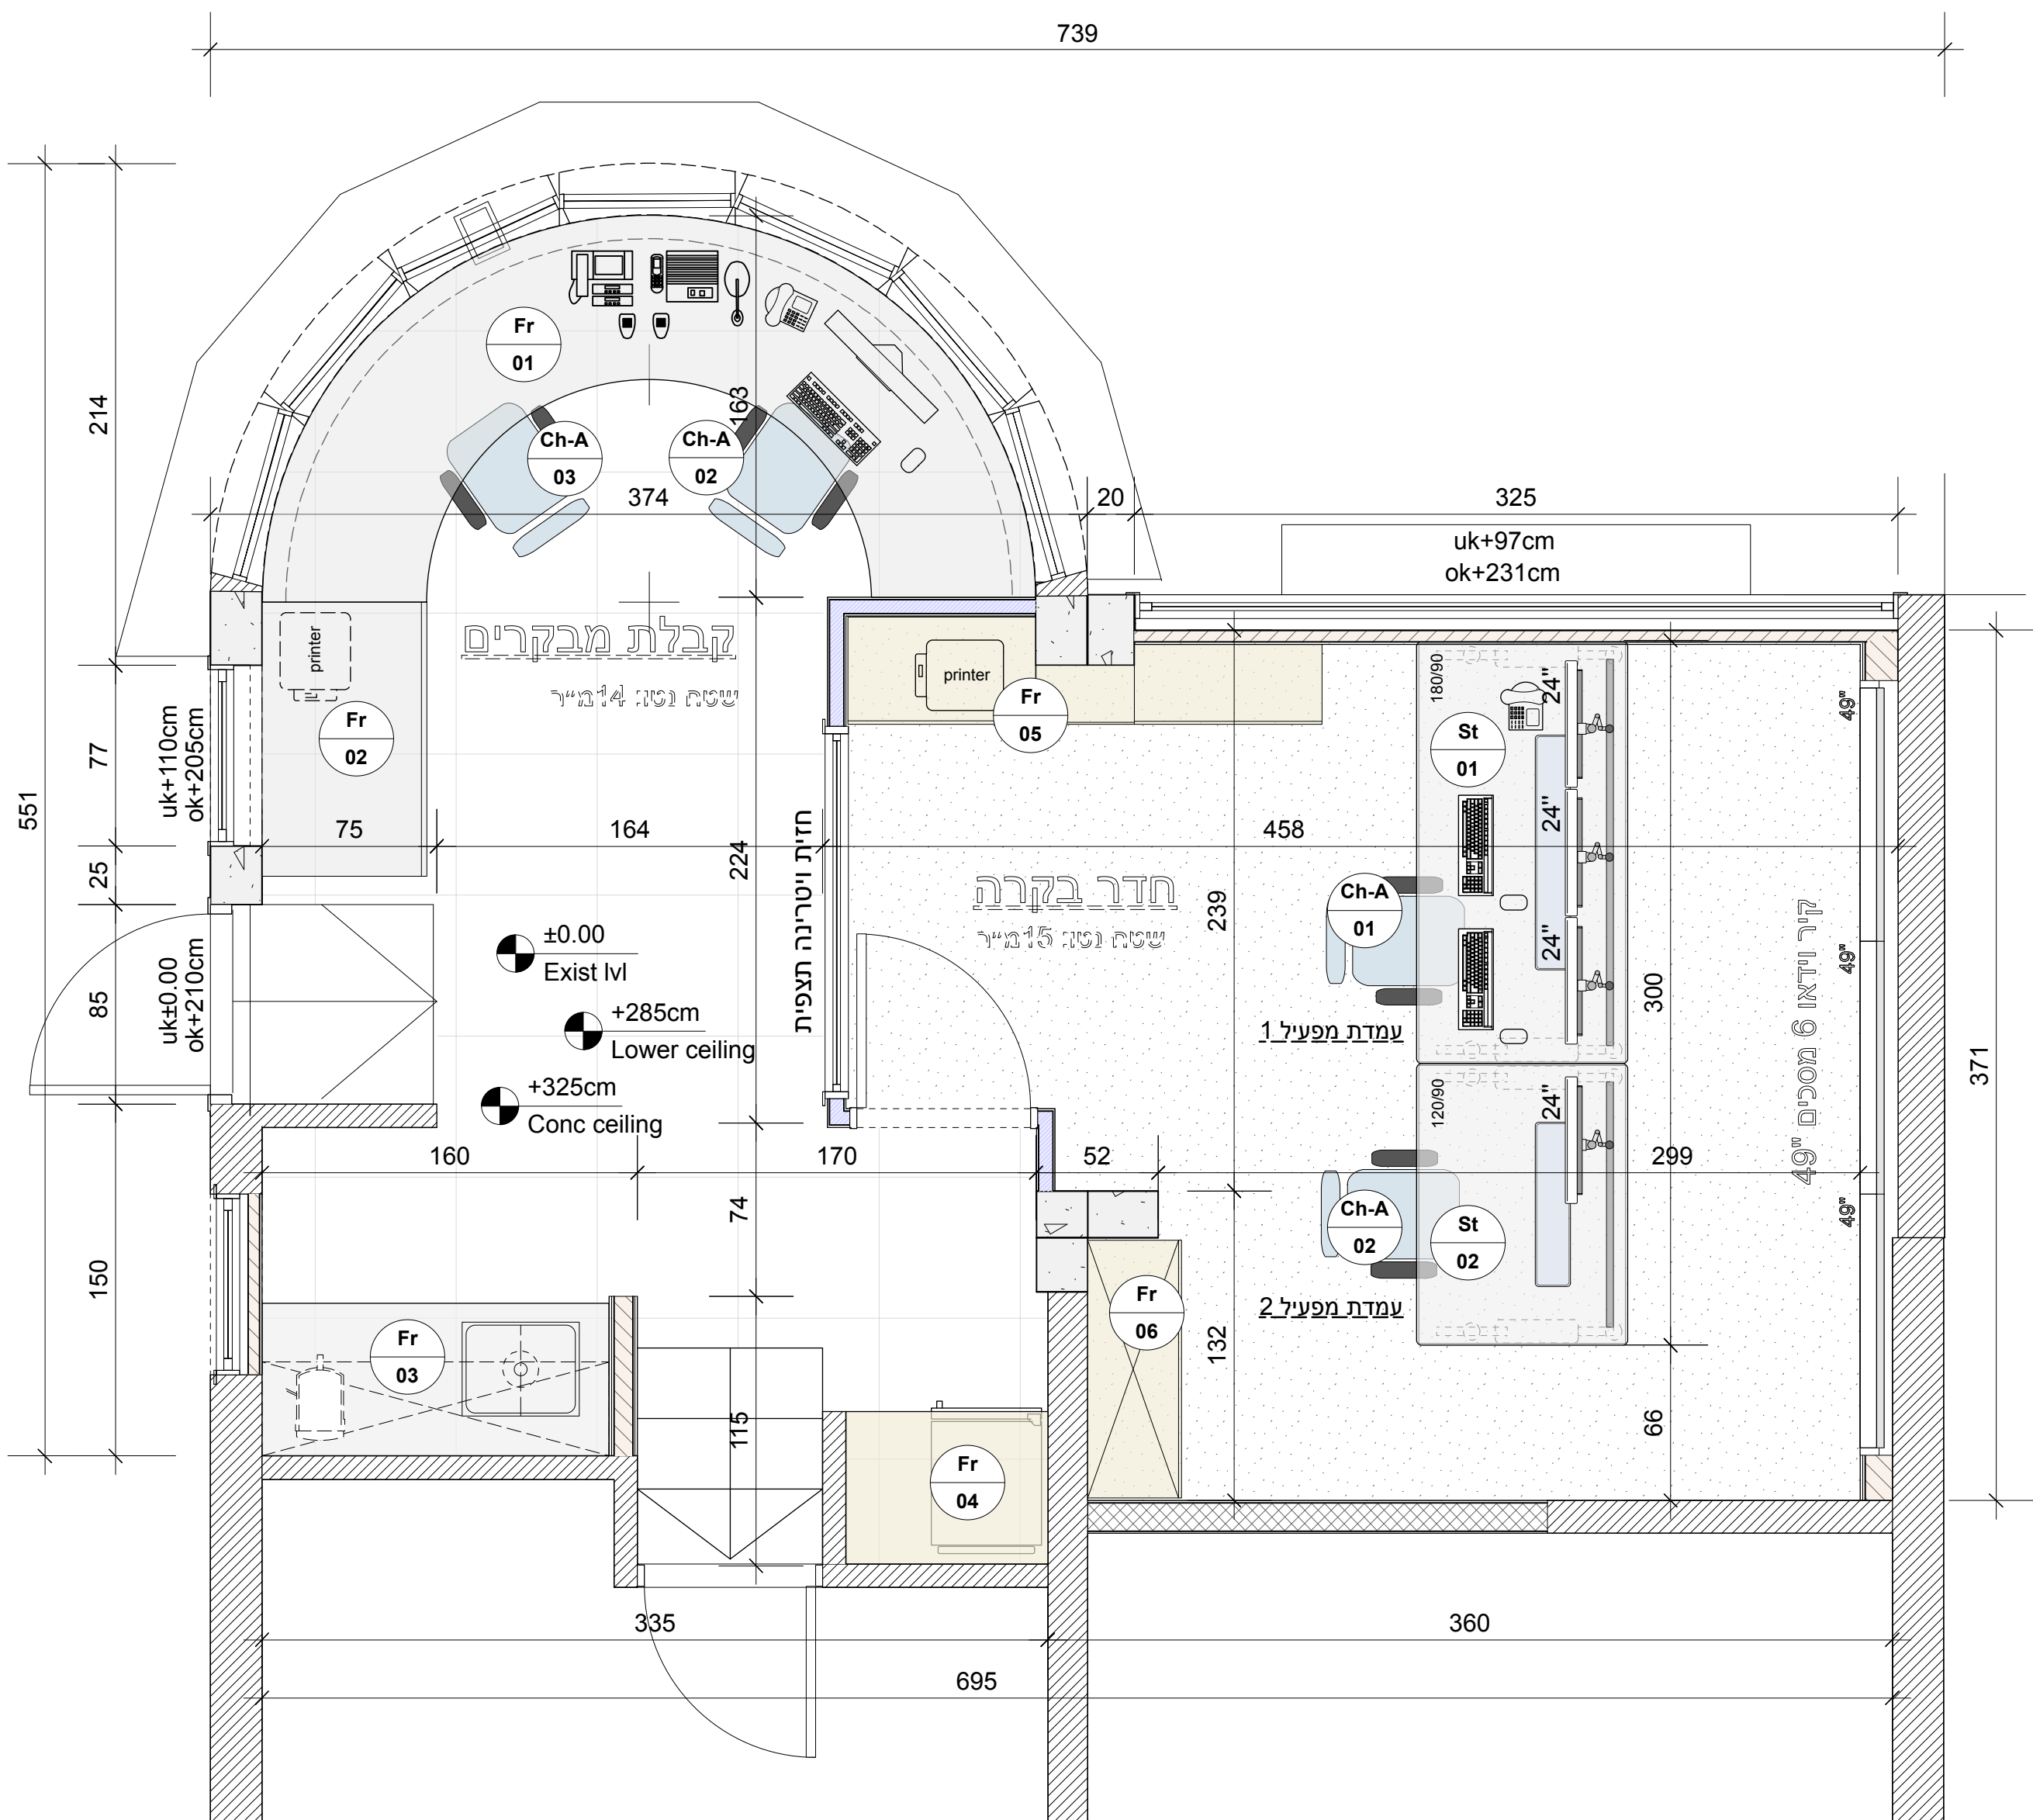 739
214
551
77
25
85
150
uk+110cm
ok+205cm
uk±0.00
ok+210cm
Fr
01
Ch-A
03
Ch-A
02
163
374
20
325
uk+97cm
ok+231cm
printer
Fr
02
קבלת מבקרים
שטח נטו: 14מ״ר
printer
Fr
05
180/90
24"
St
01
24"
24"
49"
49"
49"
75
164
224
458
חזית ויטרינה תצפית
חדר בקרה
שטח נטו: 15מ״ר
239
Ch-A
01
עמדת מפעיל 1
300
קיר וידאו 6 מסכים "49
371
±0.00
Exist lvl
+285cm
Lower ceiling
+325cm
Conc ceiling
120/90
24"
160
170
52
299
74
Ch-A
02
St
02
עמדת מפעיל 2
Fr
03
Fr
06
132
66
115
Fr
04
335
360
695